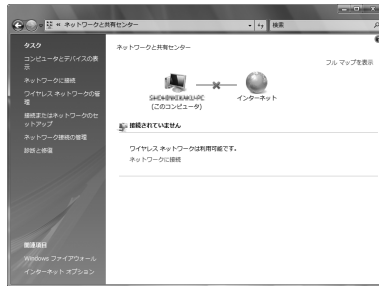 « ネットワークと共有センター
検索
タスク
コンピュータとデバイスの表
示
ネットワークに接続
ワイヤレス ネットワークの管
理
接続またはネットワークのセ
ットアップ
ネットワーク接続の管理
診断と修復
関連項目
Windows ファイアウォール
インターネット オプション
ネットワークと共有センター
フル マップを表示
(このコンピュータ)
インターネット
接続されていません
ワイヤレス ネットワークは利用可能です。
ネットワークに接続